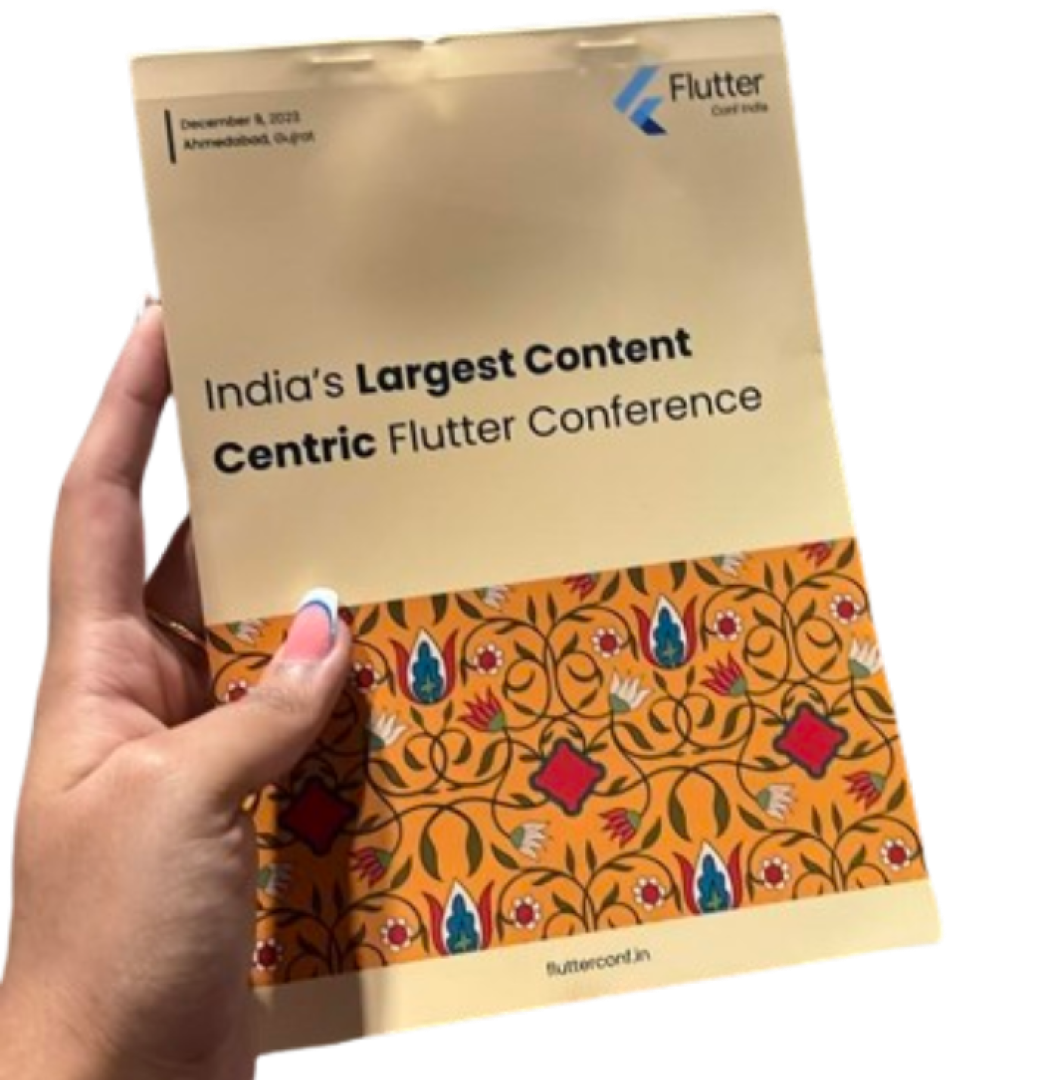 December 9, 2023
Ahmedabad, Gujrat
Flutter
Conf India
India's Largest Content
Centric Flutter Conference
flutterconf.in